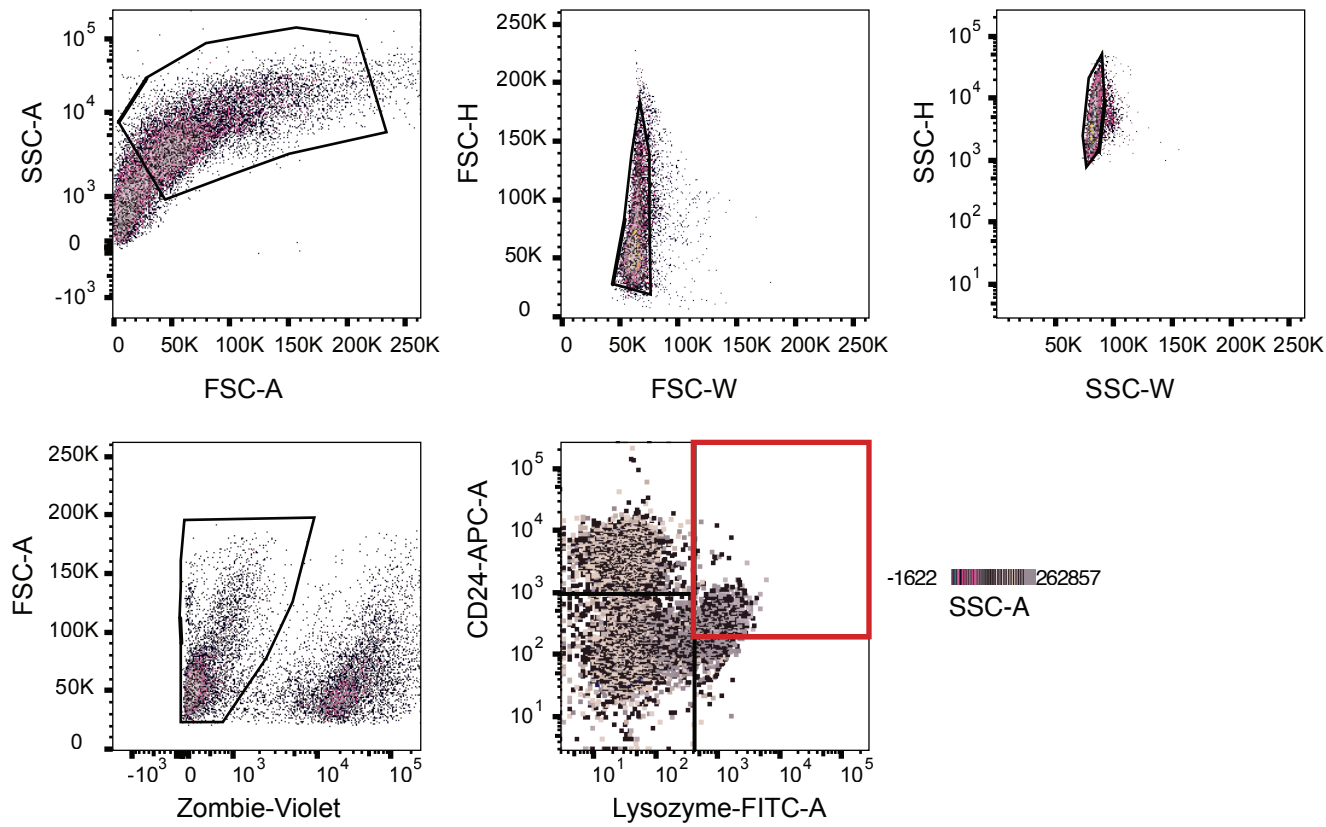 SSC-A
10^5
10^4
10^3
0
-10^3
0 50K 100K 150K 200K 250K
FSC-A
FSC-H
250K
200K
150K
100K
50K
0
0 50K 100K 150K 200K 250K
FSC-W
SSC-H
10^5
10^4
10^3
10^2
10^1
50K 100K 150K 200K 250K
SSC-W
FSC-A
250K
200K
150K
100K
50K
0
-10^3 0 10^3 10^4 10^5
Zombie-Violet
CD24-APC-A
10^5
10^4
10^3
10^2
10^1
10^1 10^2 10^3 10^4 10^5
Lysozyme-FITC-A
-1622 262857
SSC-A